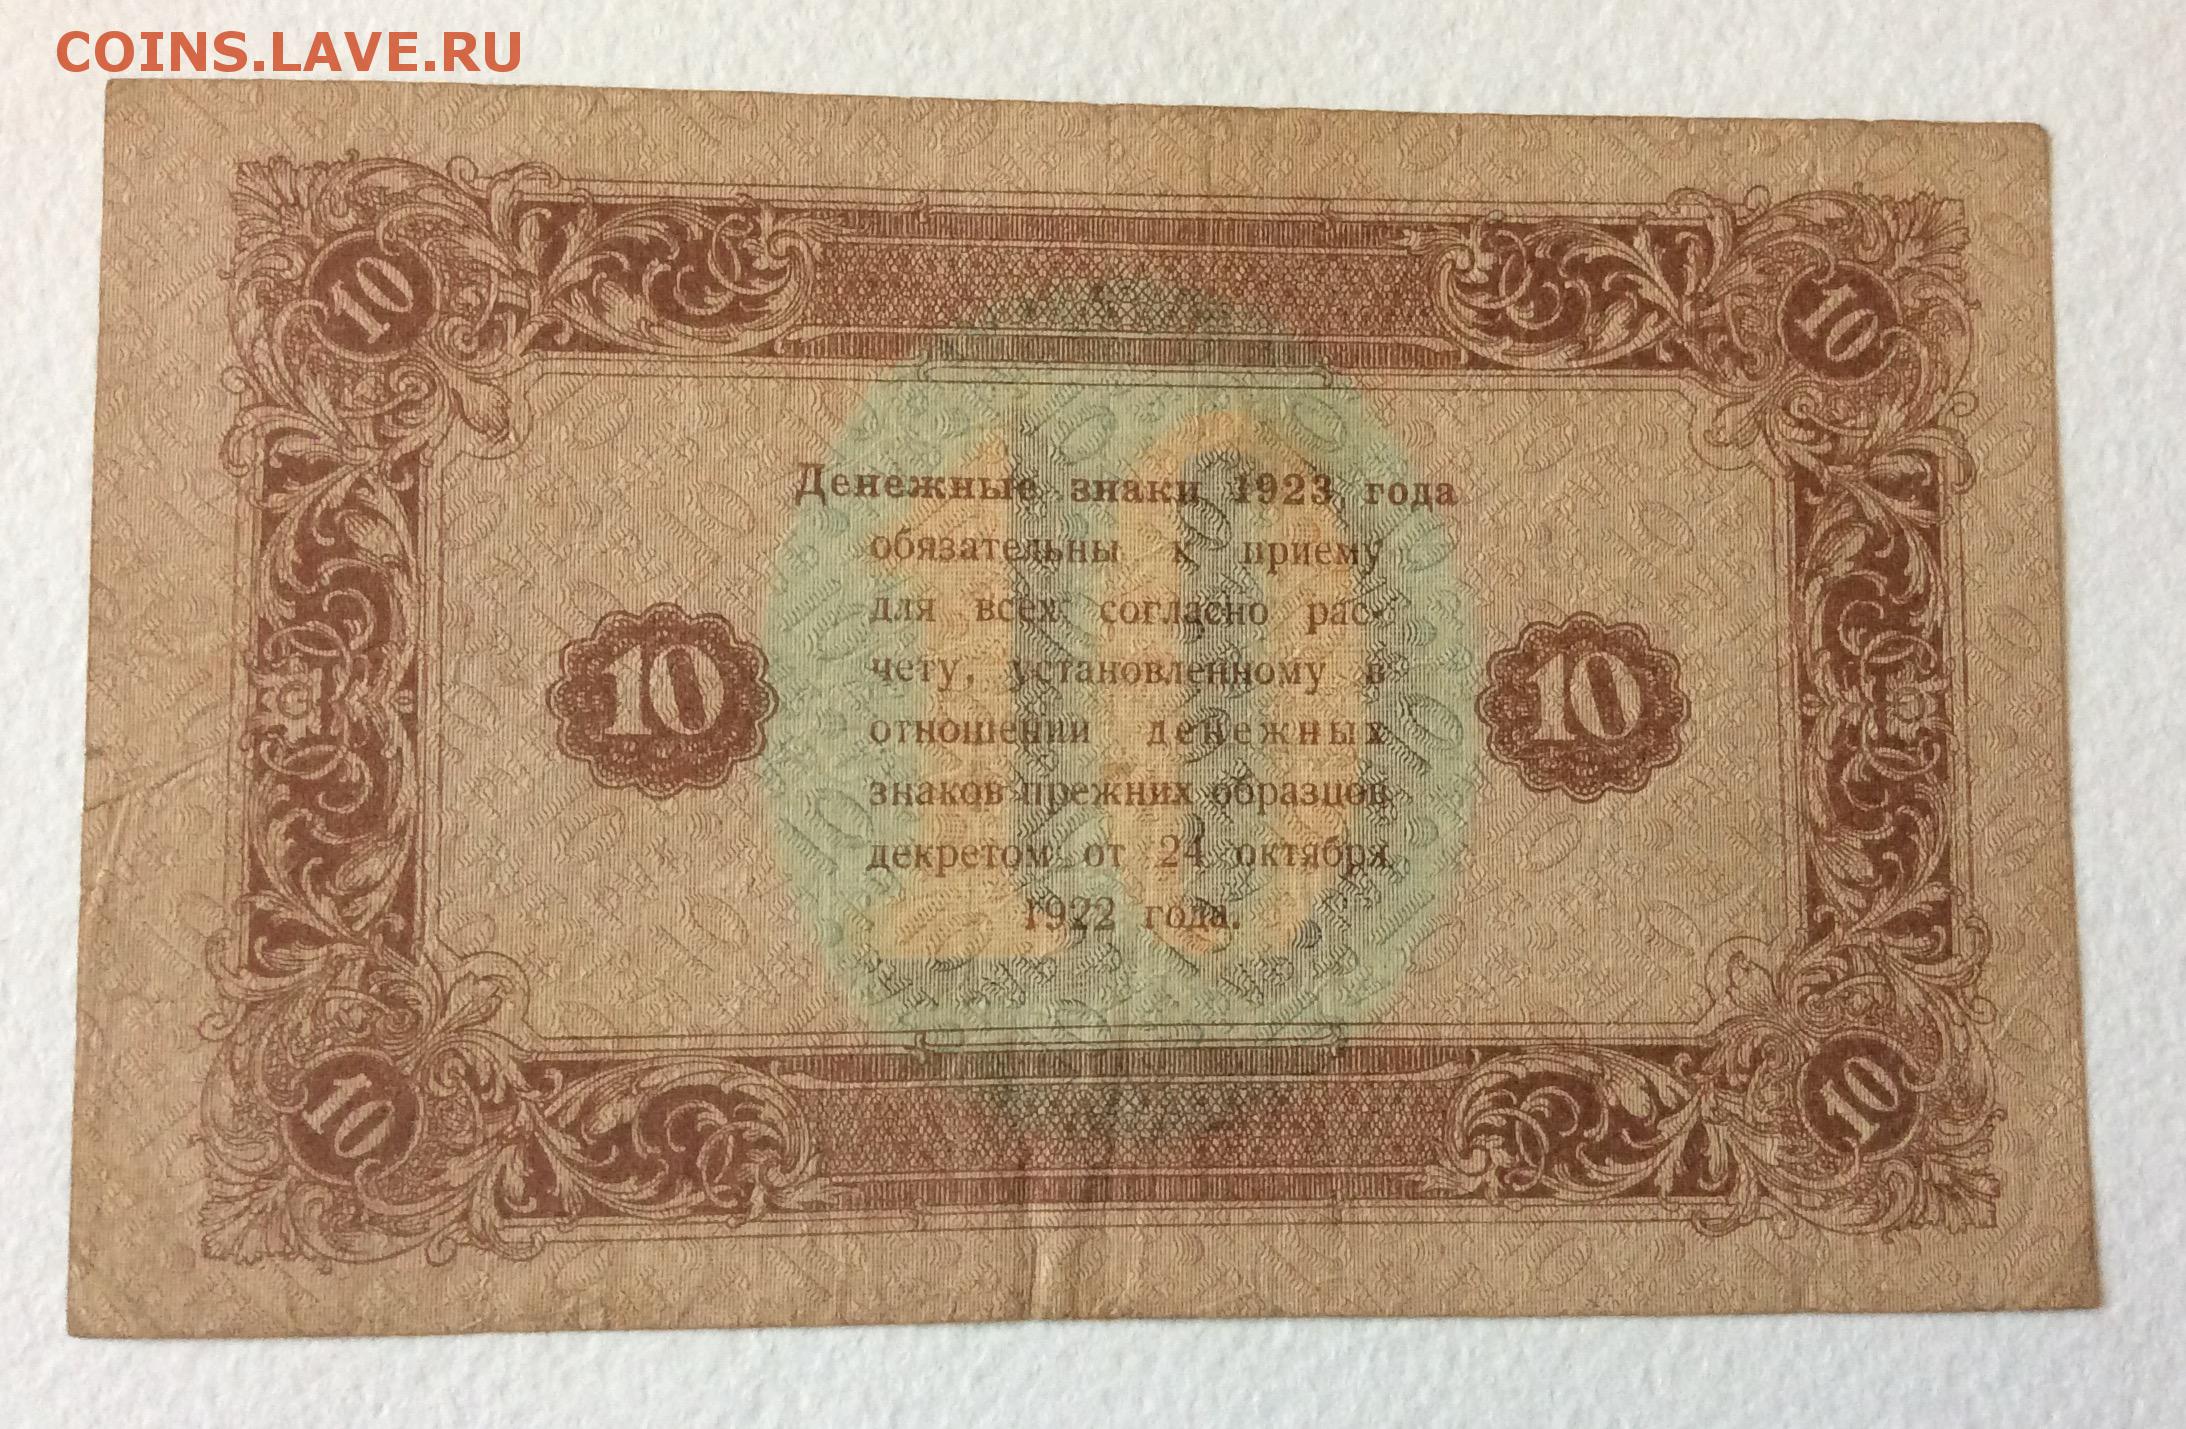 COINS.LAVE.RU
10 10
Денежные знаки 1923 года
обязательны к приему
для всех согласно рас-
чету, установленному в
10 10
отношении денежных
знаков прежних образцов
декретом от 24 октября
1922 года.
10
10 10